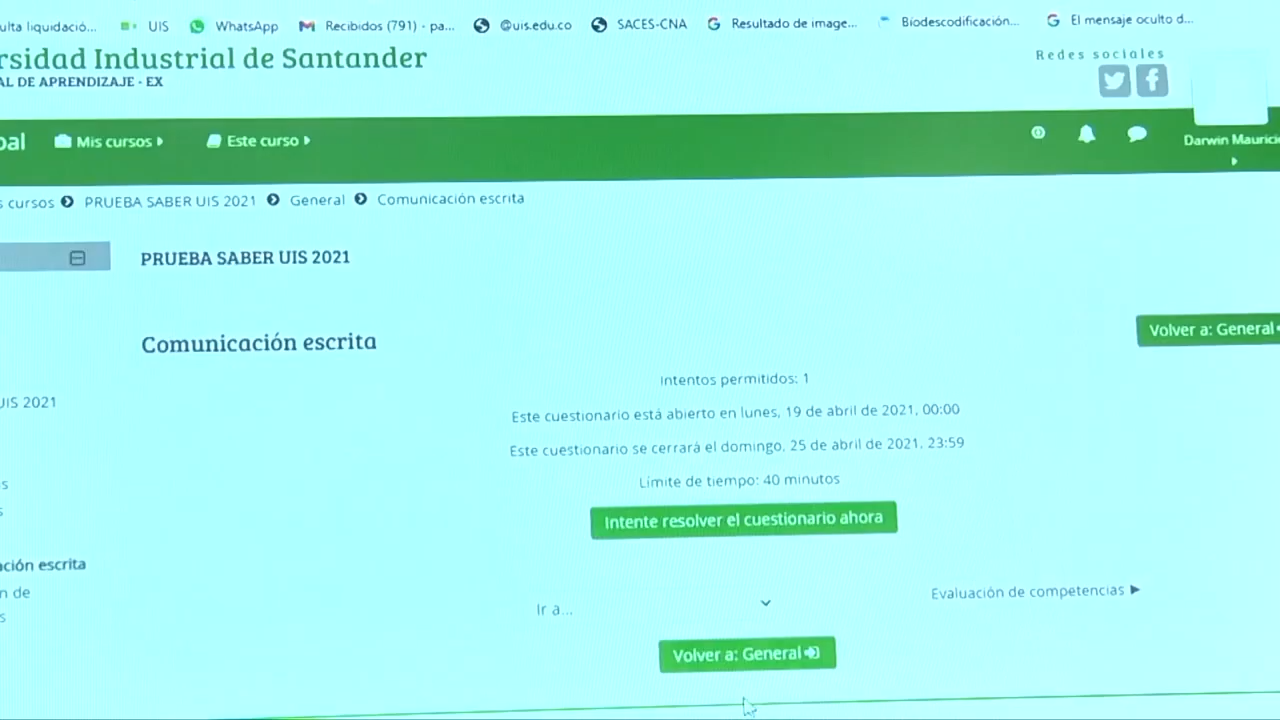 ulta liquidació... UIS WhatsApp Recibidos (791) - pa... @uis.edu.co SACES-CNA Resultado de image... Biodescodificación... El mensaje oculto d...
rsidad Industrial de Santander
Redes sociales
AL DE APRENDIZAJE - EX
pal Mis cursos Este curso
Darwin Maurici
s cursos PRUEBA SABER UIS 2021 General Comunicación escrita
PRUEBA SABER UIS 2021
Comunicación escrita
Volver a: General
Intentos permitidos: 1
UIS 2021
Este cuestionario está abierto en lunes, 19 de abril de 2021, 00:00
Este cuestionario se cerrará el domingo, 25 de abril de 2021, 23:59
s
Límite de tiempo: 40 minutos
s
Intente resolver el cuestionario ahora
ación escrita
n de
s
Ir a...
Evaluación de competencias
Volver a: General